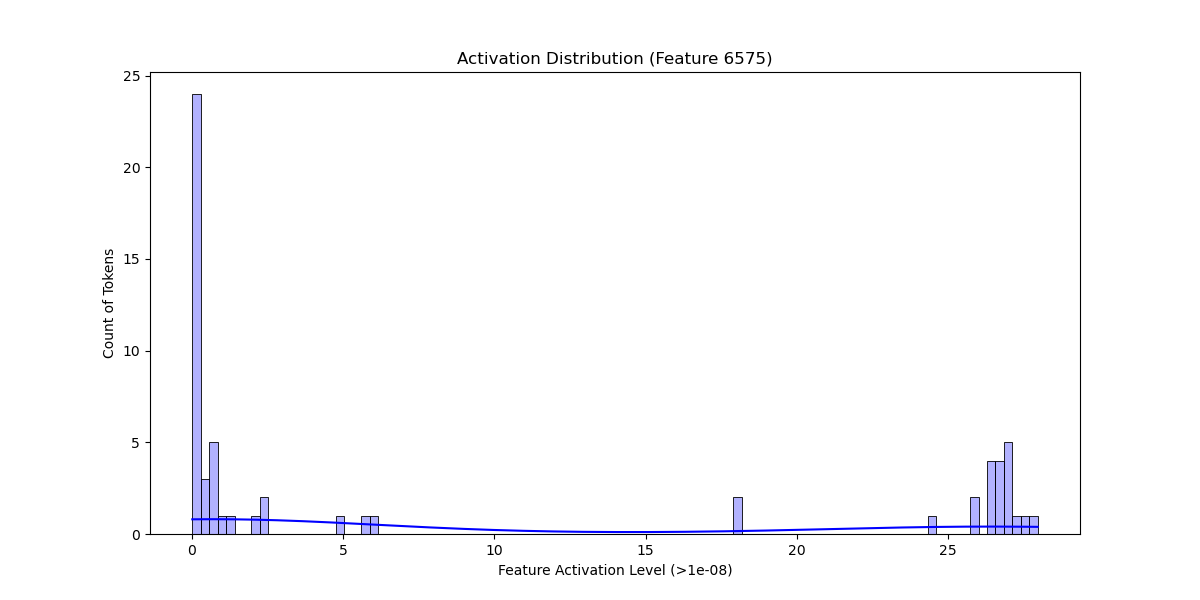 Activation Distribution (Feature 6575)
25
20
15
10
5
0
Count of Tokens
0 5 10 15 20 25
Feature Activation Level (>1e-08)